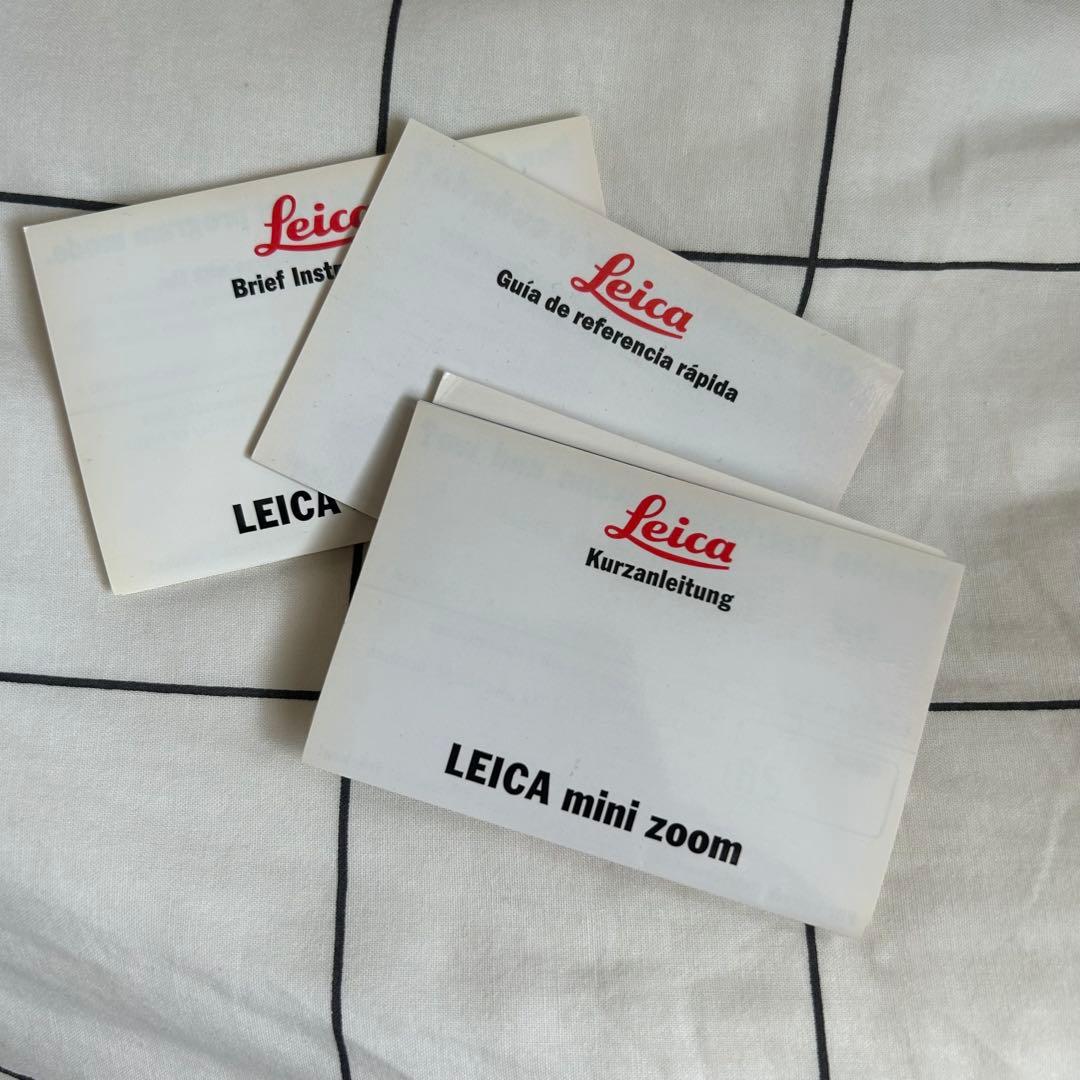 Leica
Brief Instr
LEICA
Leica
Guía de referencia rápida
Leica
Kurzanleitung
LEICA mini zoom